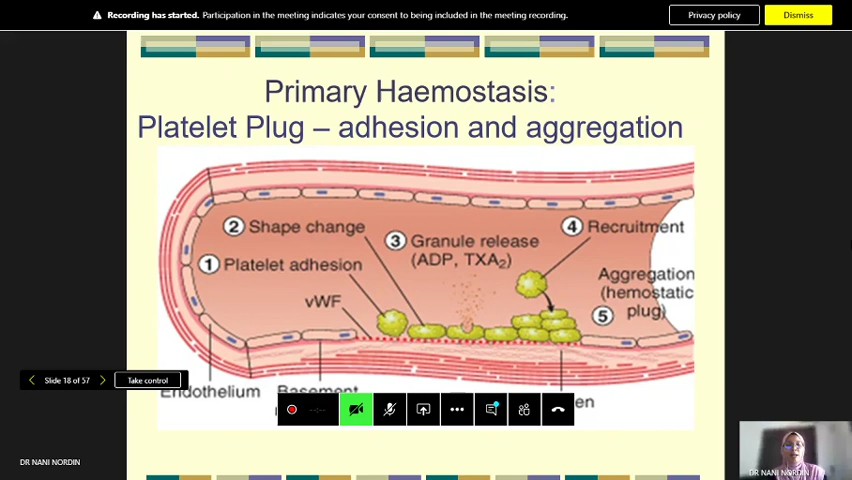 Recording has started. Participation in the meeting indicates your consent to being included in the meeting recording.
Privacy policy
Dismiss
Primary Haemostasis:
Platelet Plug – adhesion and aggregation
2 Shape change
3 Granule release
(ADP, TXA₂)
4 Recruitment
1 Platelet adhesion
Aggregation
(hemostatic
plug)
5
vWF
Slide 18 of 57
Take control
Endothelium
Basement
--:--
DR NANI NORDIN
DR NANI NORDIN